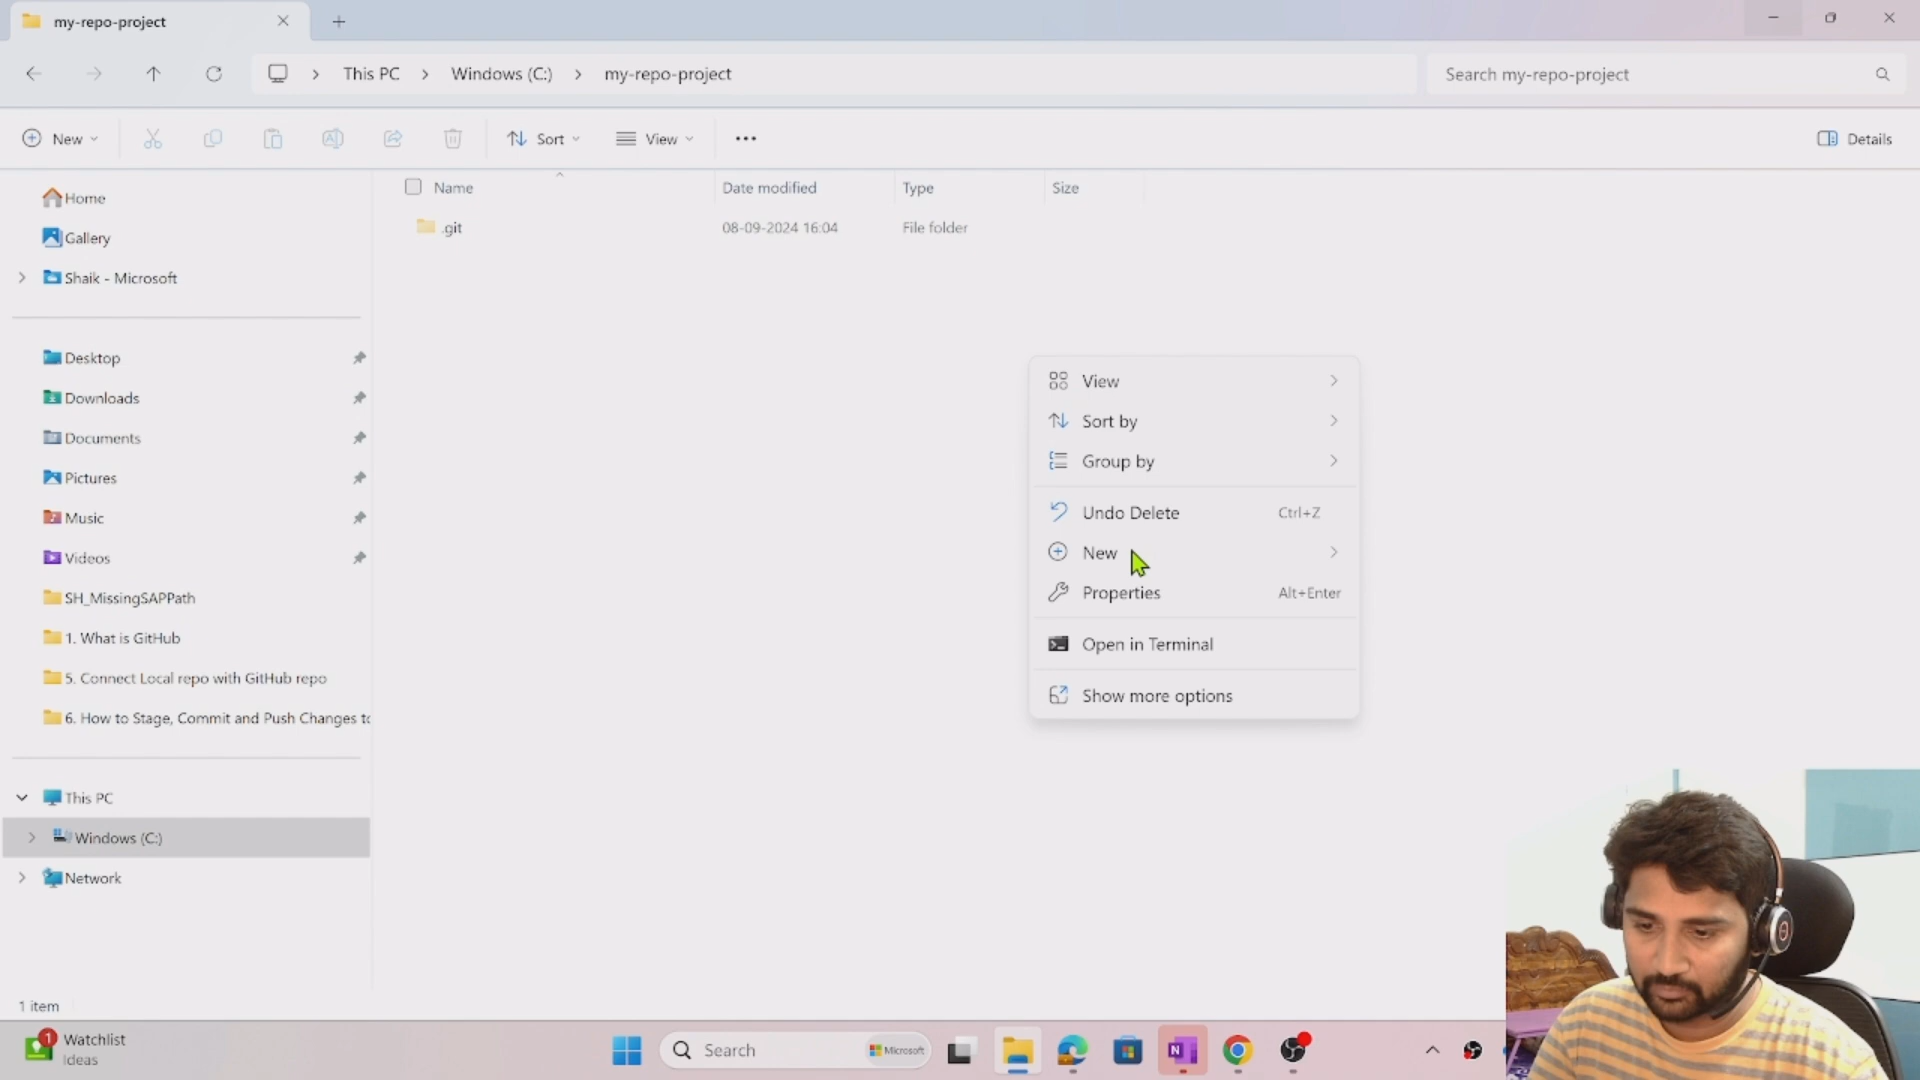 my-repo-project
This PC
Windows (C:)
my-repo-project
Search my-repo-project
New
Sort
View
Details
Name
Date modified
Type
Size
.git
08-09-2024 16:04
File folder
Home
Gallery
Shaik - Microsoft
Desktop
Downloads
Documents
Pictures
Music
Videos
SH_MissingSAPPath
1. What is GitHub
5. Connect Local repo with GitHub repo
6. How to Stage, Commit and Push Changes to
This PC
Windows (C:)
Network
View
Sort by
Group by
Undo Delete Ctrl+Z
New
Properties Alt+Enter
Open in Terminal
Show more options
1 item
1
Watchlist
Ideas
Search
Microsoft
N